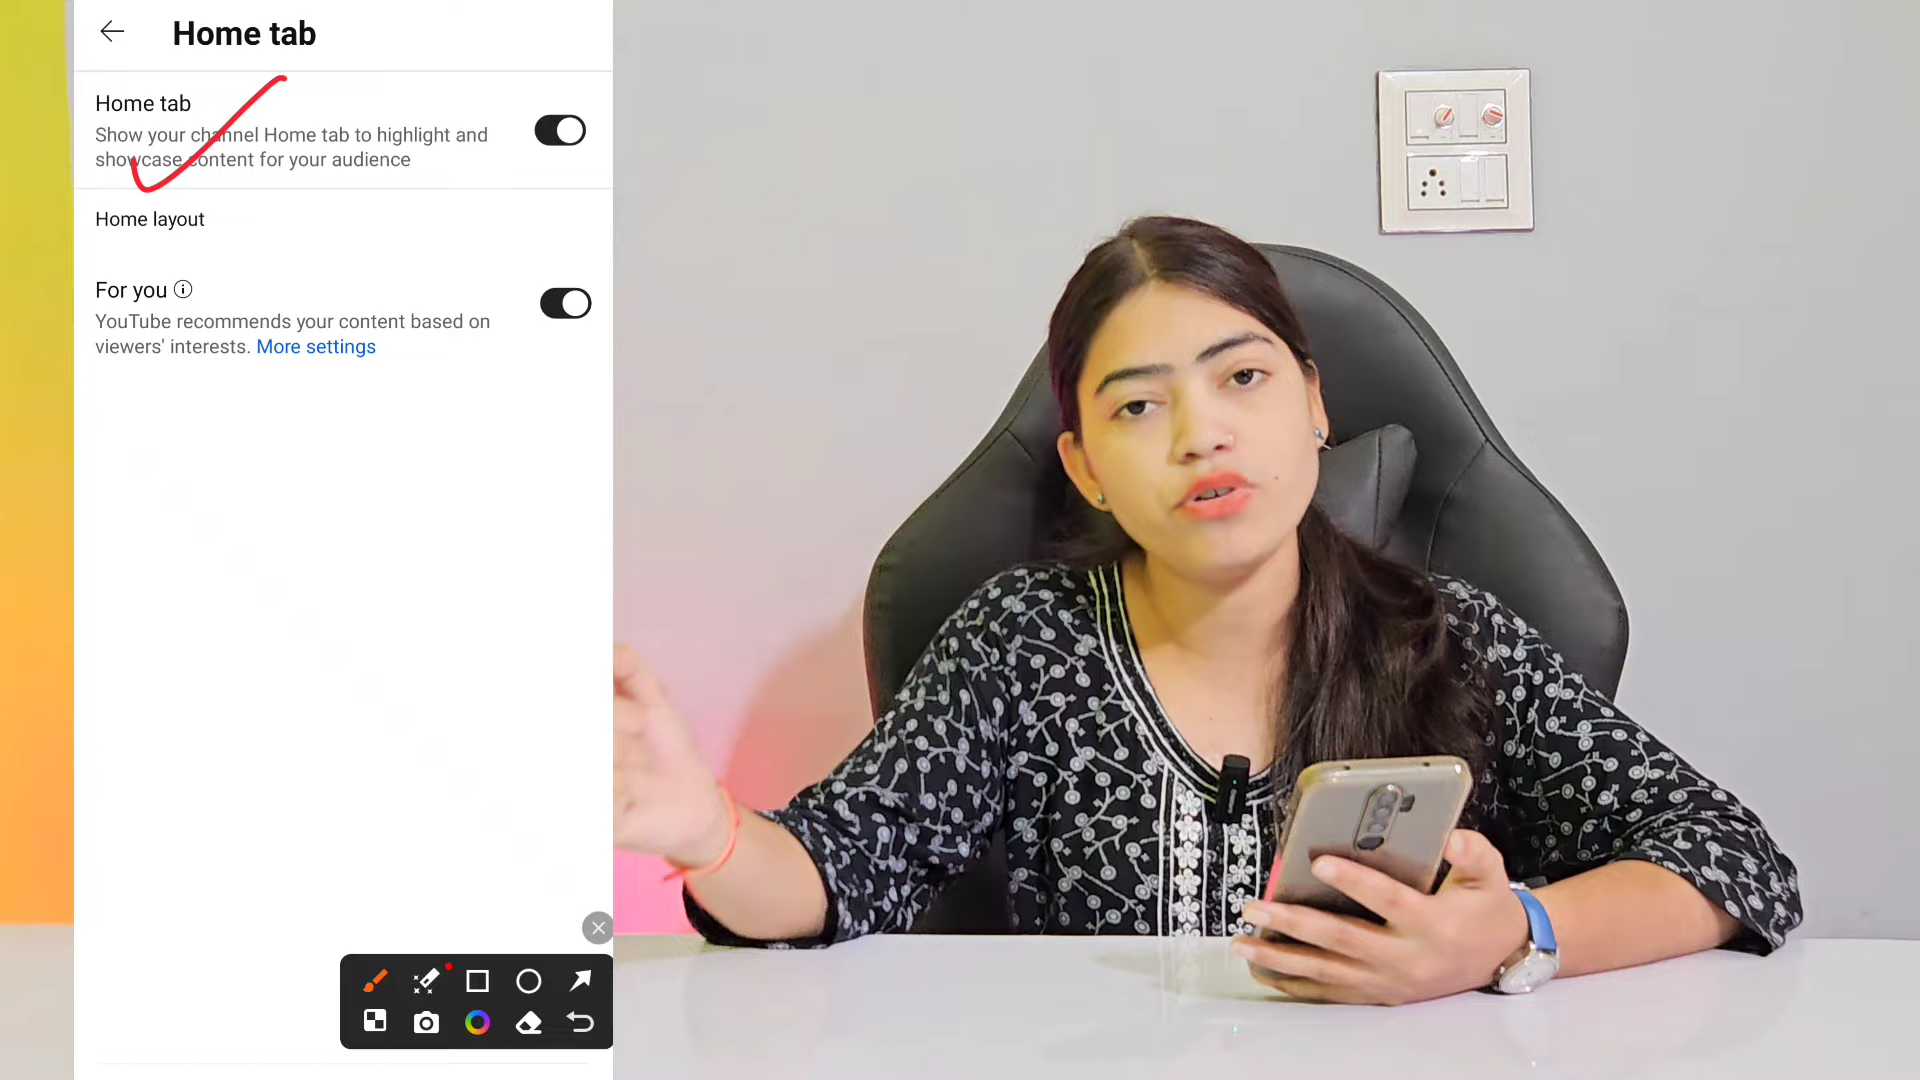 Home tab
Home tab
Show your channel Home tab to highlight and
showcase content for your audience
Home layout
For you
YouTube recommends your content based on
viewers' interests. More settings